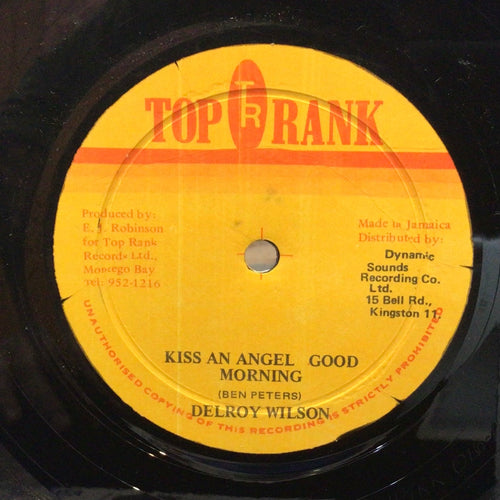 TOP TR RANK
Produced by:
E. J. Robinson
for Top Rank
Records Ltd.,
Montego Bay
Tel: 952-1216
Made in Jamaica
Distributed by:
Dynamic
Sounds
Recording Co.
Ltd.
15 Bell Rd.,
Kingston 11.
KISS AN ANGEL GOOD
MORNING
(BEN PETERS)
DELROY WILSON
UNAUTHORISED COPYING OF THIS RECORDING IS STRICTLY PROHIBITED